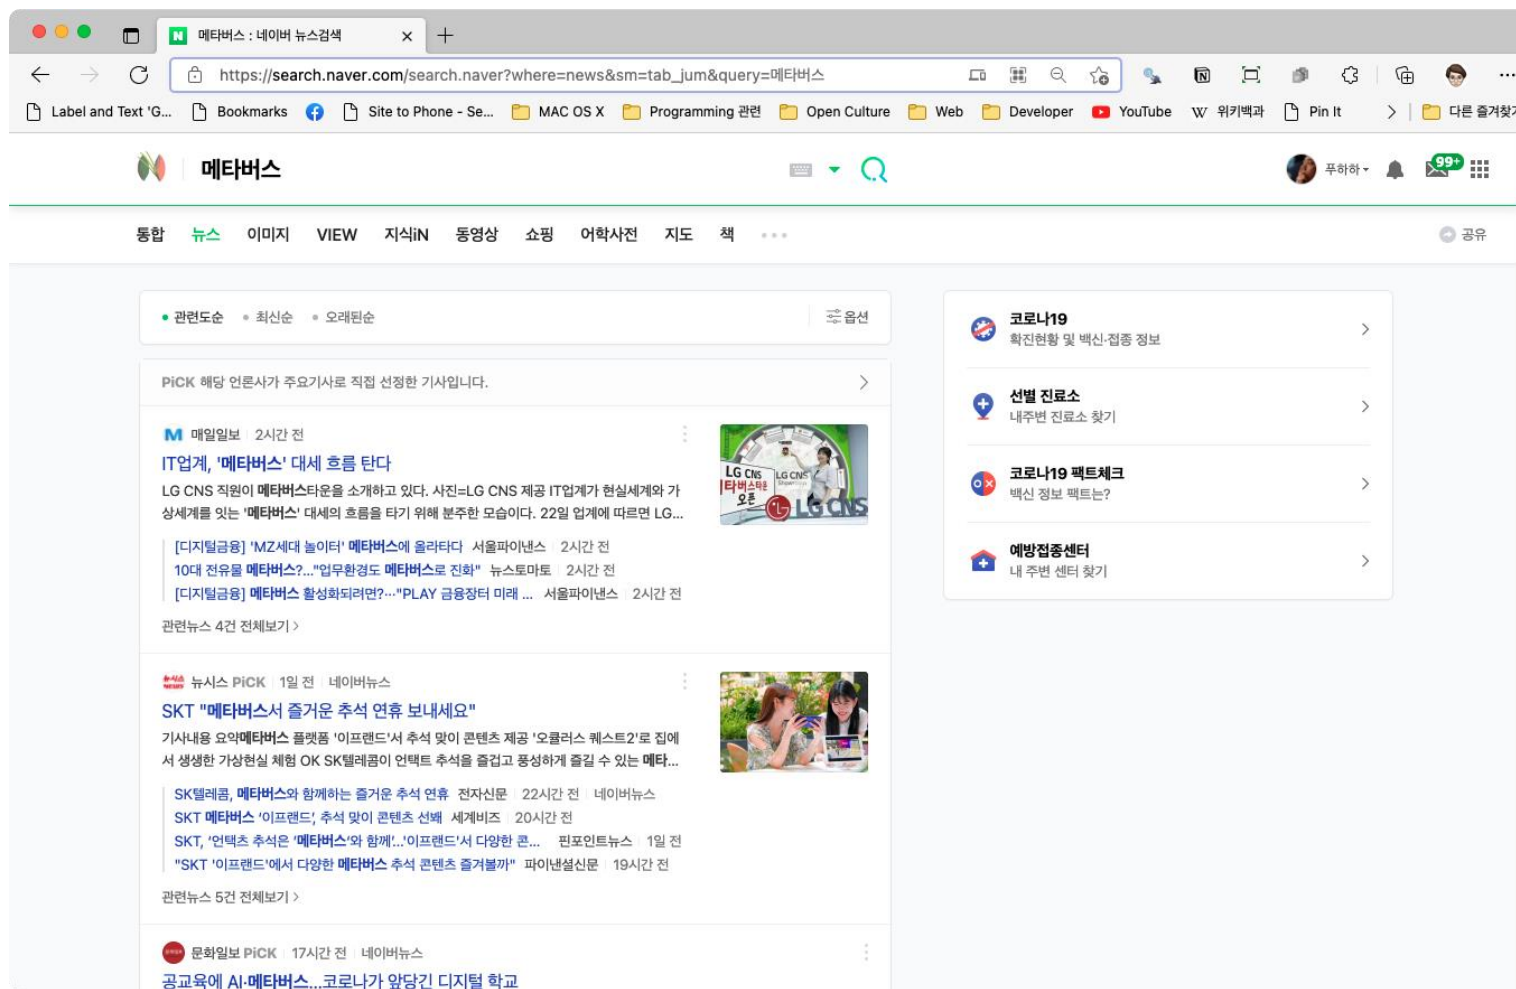 메타버스 : 네이버 뉴스검색
https://search.naver.com/search.naver?where=news&sm=tab_jum&query=메타버스
Label and Text 'G... Bookmarks Site to Phone - Se... MAC OS X Programming 관련 Open Culture Web Developer YouTube W 위키백과 Pin It 다른 즐겨찾기
메타버스
푸하하 99+
통합 뉴스 이미지 VIEW 지식iN 동영상 쇼핑 어학사전 지도 책 공유
관련도순 최신순 오래된순 옵션
PiCK 해당 언론사가 주요기사로 직접 선정한 기사입니다.
M 매일일보 2시간 전
IT업계, '메타버스' 대세 흐름 탄다
LG CNS 직원이 메타버스타운을 소개하고 있다. 사진=LG CNS 제공 IT업계가 현실세계와 가
상세계를 잇는 '메타버스' 대세의 흐름을 타기 위해 분주한 모습이다. 22일 업계에 따르면 LG...
LG CNS
메타버스타운
오픈
LG CNS
LG CNS
[디지털금융] 'MZ세대 놀이터' 메타버스에 올라타다 서울파이낸스 2시간 전
10대 전유물 메타버스?..."업무환경도 메타버스로 진화" 뉴스토마토 2시간 전
[디지털금융] 메타버스 활성화되려면?…"PLAY 금융장터 미래 ... 서울파이낸스 2시간 전
관련뉴스 4건 전체보기
뉴시스 PiCK 1일 전 네이버뉴스
SKT "메타버스서 즐거운 추석 연휴 보내세요"
기사내용 요약메타버스 플랫폼 '이프랜드'서 추석 맞이 콘텐츠 제공 '오큘러스 퀘스트2'로 집에
서 생생한 가상현실 체험 OK SK텔레콤이 언택트 추석을 즐겁고 풍성하게 즐길 수 있는 메타...
SK텔레콤, 메타버스와 함께하는 즐거운 추석 연휴 전자신문 22시간 전 네이버뉴스
SKT 메타버스 '이프랜드', 추석 맞이 콘텐츠 선봬 세계비즈 20시간 전
SKT, '언택츠 추석은 '메타버스'와 함께'...'이프랜드'서 다양한 콘... 핀포인트뉴스 1일 전
"SKT '이프랜드'에서 다양한 메타버스 추석 콘텐츠 즐겨볼까" 파이낸셜신문 19시간 전
관련뉴스 5건 전체보기
문화일보 PiCK 17시간 전 네이버뉴스
공교육에 AI·메타버스...코로나가 앞당긴 디지털 학교
코로나19
확진현황 및 백신·접종 정보
선별 진료소
내주변 진료소 찾기
코로나19 팩트체크
백신 정보 팩트는?
예방접종센터
내 주변 센터 찾기